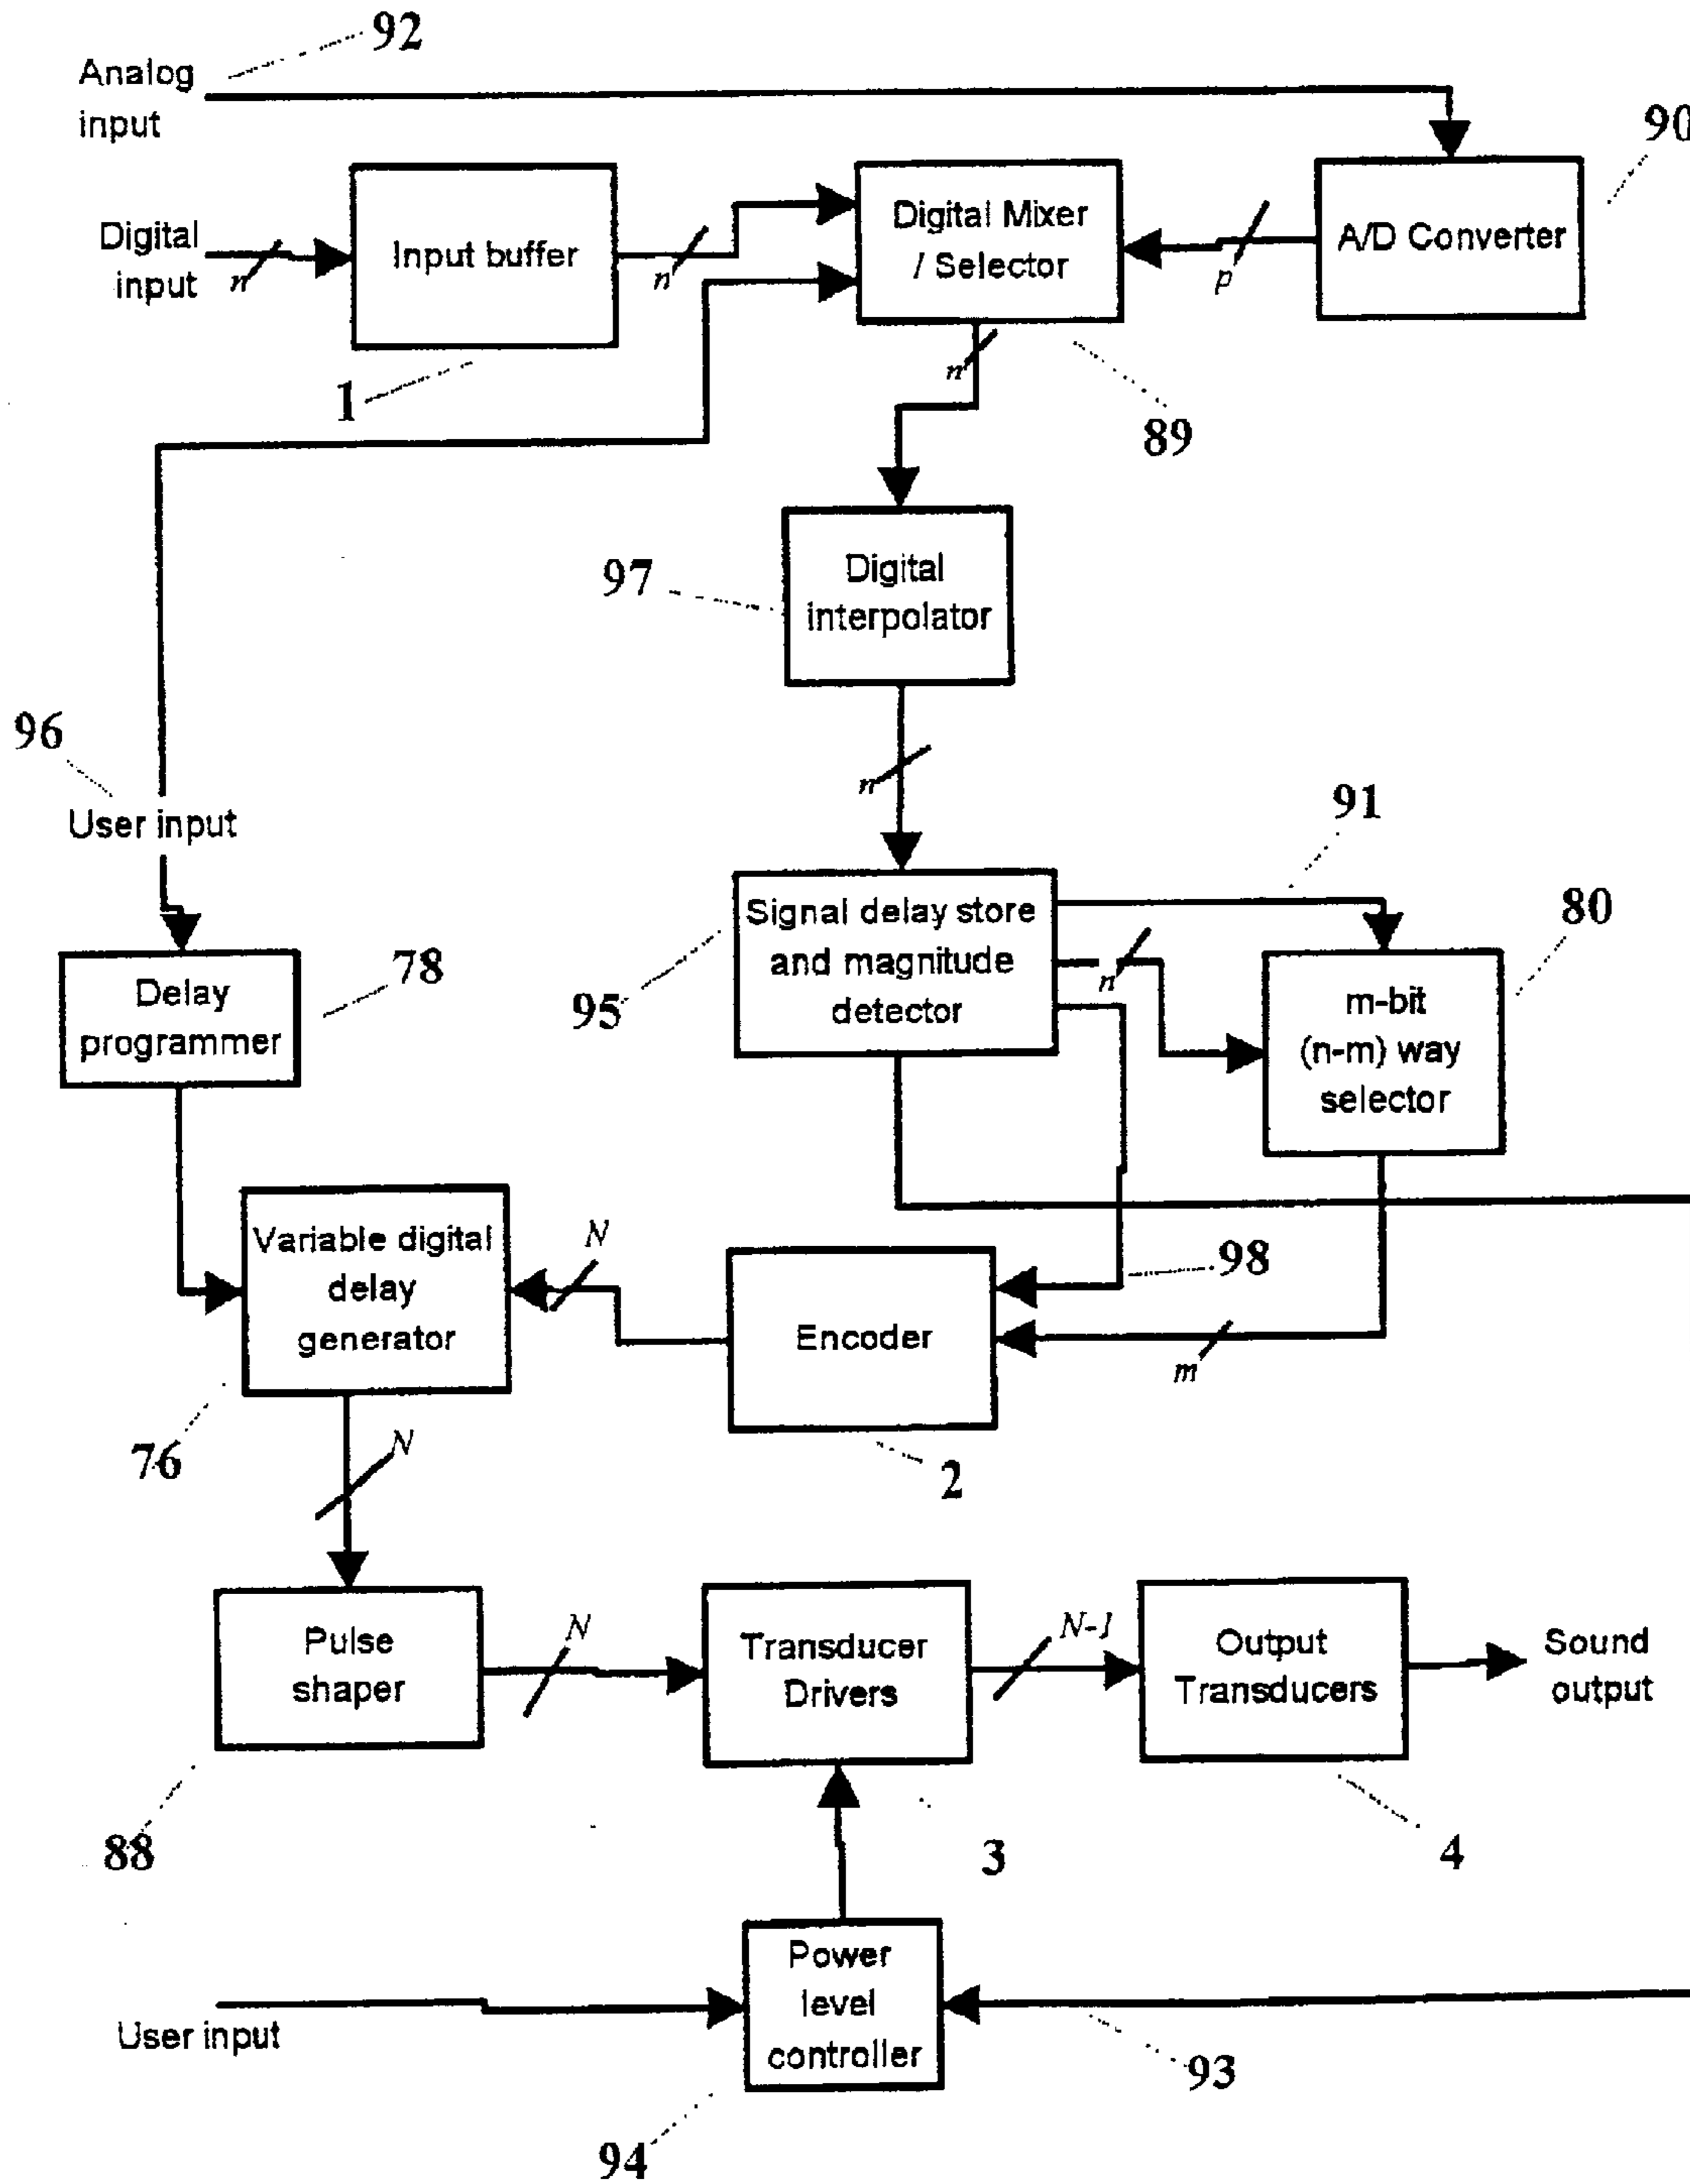 92
Analog
input
90
Digital
input
n
Input buffer
n
Digital Mixer
/ Selector
p
A/D Converter
1
n
89
97
Digital
interpolator
96
User input
n
91
80
Signal delay store
and magnitude
detector
n
78
95
Delay
programmer
m-bit
(n-m) way
selector
Variable digital
delay
generator
N
98
Encoder
m
76
N
2
Pulse
shaper
N
Transducer
Drivers
N-1
Output
Transducers
Sound
output
88
3
4
Power
level
controller
User input
93
94